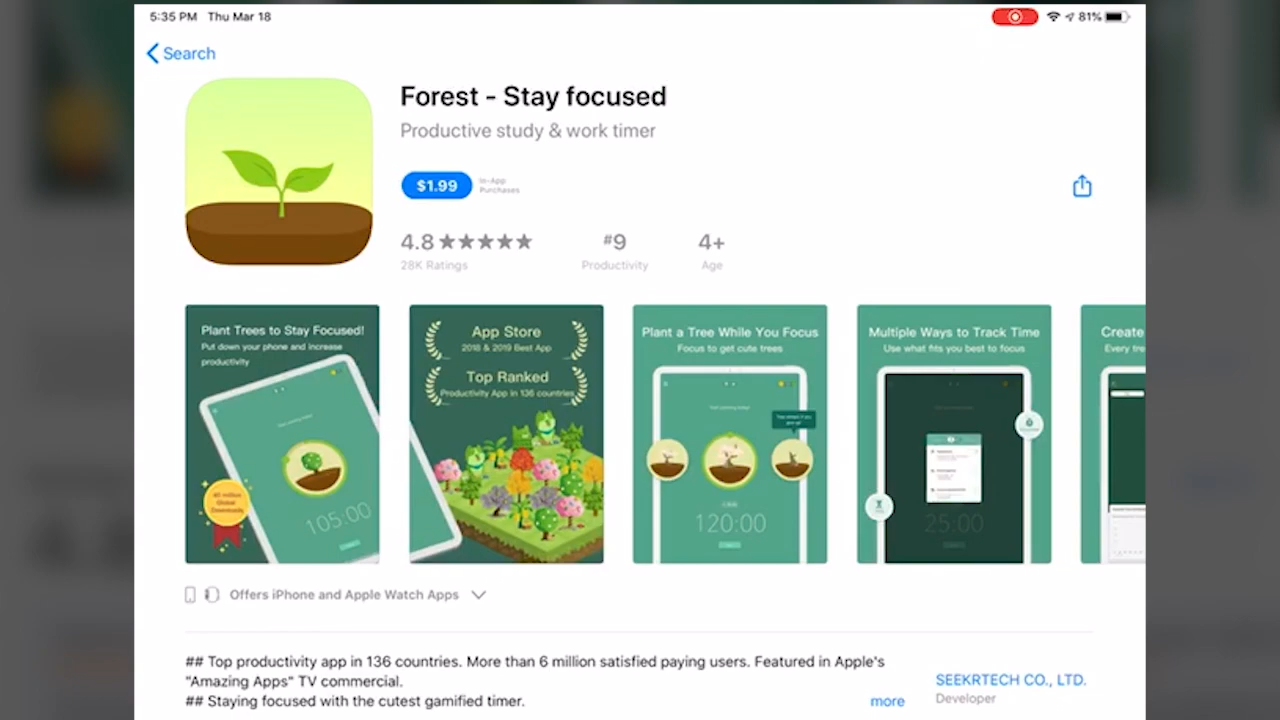 5:35 PM Thu Mar 18
81%
Search
Forest - Stay focused
Productive study & work timer
$1.99
In-App
Purchases
4.8 ★★★★★
28K Ratings
#9
Productivity
4+
Age
Plant Trees to Stay Focused!
Put down your phone and increase
productivity
40 million
Global
Downloads
105:00
App Store
2018 & 2019 Best App
Top Ranked
Productivity App in 136 countries
Plant a Tree While You Focus
Focus to get cute trees
120:00
Multiple Ways to Track Time
Use what fits you best to focus
25:00
Create
Every tre
Offers iPhone and Apple Watch Apps
## Top productivity app in 136 countries. More than 6 million satisfied paying users. Featured in Apple's
"Amazing Apps" TV commercial.
## Staying focused with the cutest gamified timer.
more
SEEKRTECH CO., LTD.
Developer